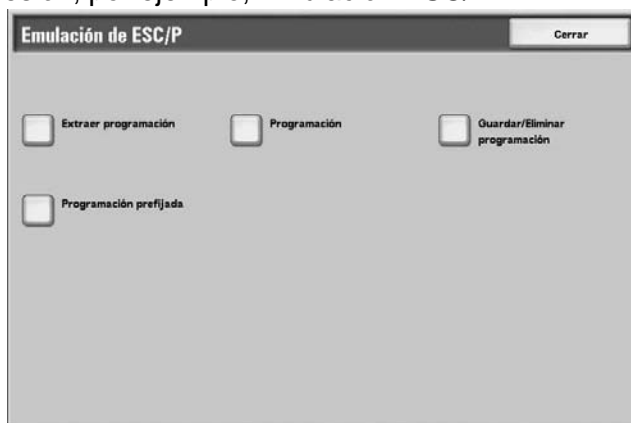 Emulación de ESC/P
Cerrar
Extraer programación
Programación
Guardar/Eliminar
programación
Programación prefijada